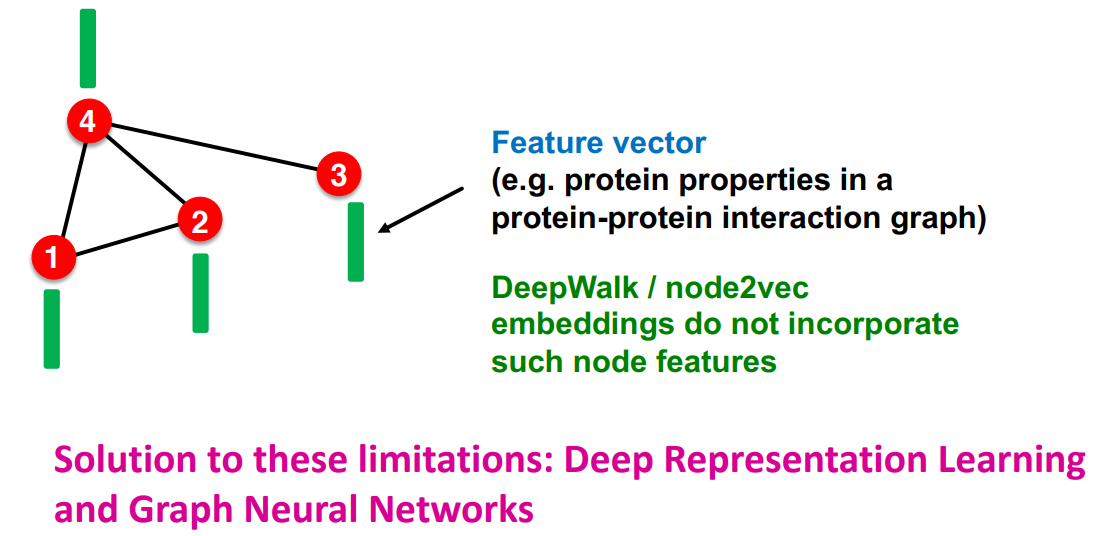 4
3
2
1
Feature vector
(e.g. protein properties in a
protein-protein interaction graph)
DeepWalk / node2vec
embeddings do not incorporate
such node features
Solution to these limitations: Deep Representation Learning
and Graph Neural Networks